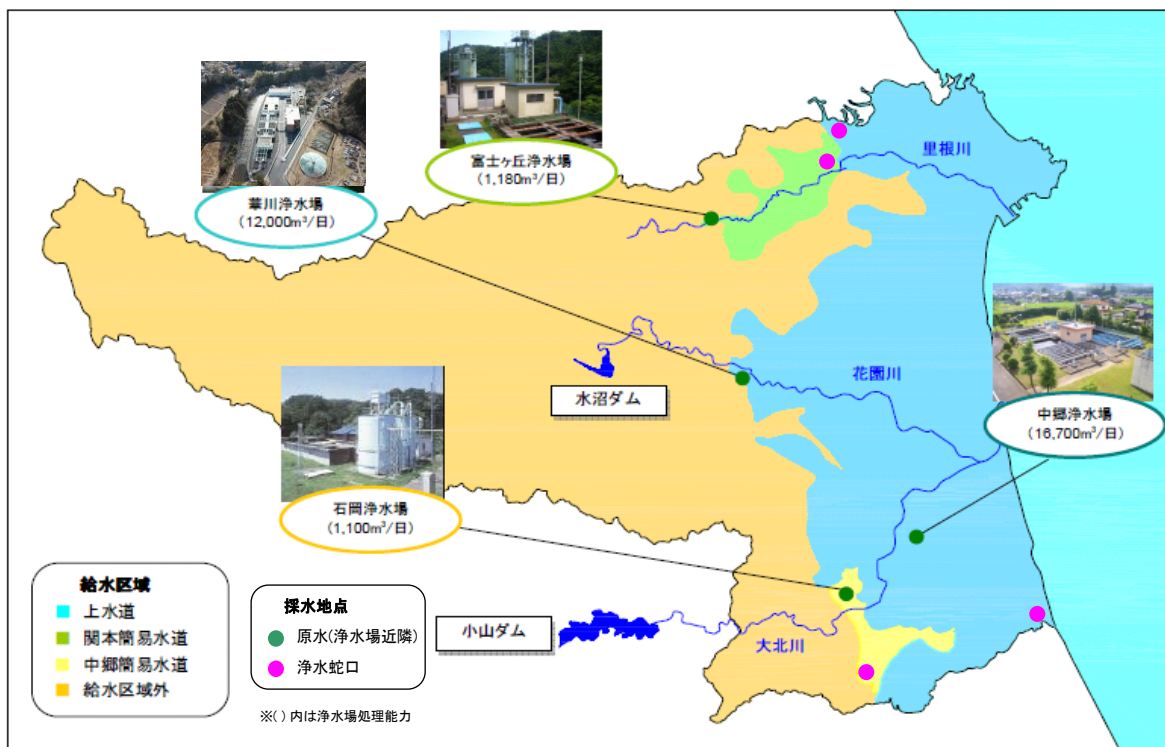 富士ヶ丘浄水場
(1,180m³/日)
里根川
華川浄水場
(12,000m³/日)
水沼ダム
花園川
中郷浄水場
(16,700m³/日)
石岡浄水場
(1,100m³/日)
給水区域
上水道
関本簡易水道
中郷簡易水道
給水区域外
採水地点
原水(浄水場近隣)
浄水蛇口
※( )内は浄水場処理能力
小山ダム
大北川